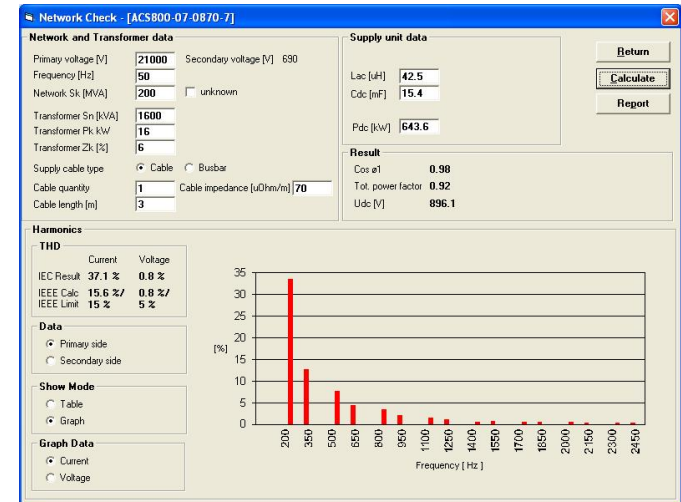 Network Check - [ACS800-07-0870-7]
Network and Transformer data
Primary voltage [V] 21000 Secondary voltage [V] 690
Frequency [Hz] 50
Network Sk [MVA] 200 unknown
Transformer Sn [kVA] 1600
Transformer Pk kW 16
Transformer Zk [%] 6
Supply cable type Cable Busbar
Cable quantity 1 Cable impedance [uOhm/m] 70
Cable length [m] 3
Supply unit data
Lac [uH] 42.5
Cdc [mF] 15.4
Pdc [kW] 643.6
Return
Calculate
Report
Result
Cos ø1 0.98
Tot. power factor 0.92
Udc [V] 896.1
Harmonics
THD
Current Voltage
IEC Result 37.1 % 0.8 %
IEEE Calc 15.6 %/ 0.8 %/
IEEE Limit 15 % 5 %
Data
Primary side
Secondary side
Show Mode
Table
Graph
Graph Data
Current
Voltage
35
30
25
20
[%]
15
10
5
0
200 350 500 650 800 950 1100 1250 1400 1550 1700 1850 2000 2150 2300 2450
Frequency [ Hz ]